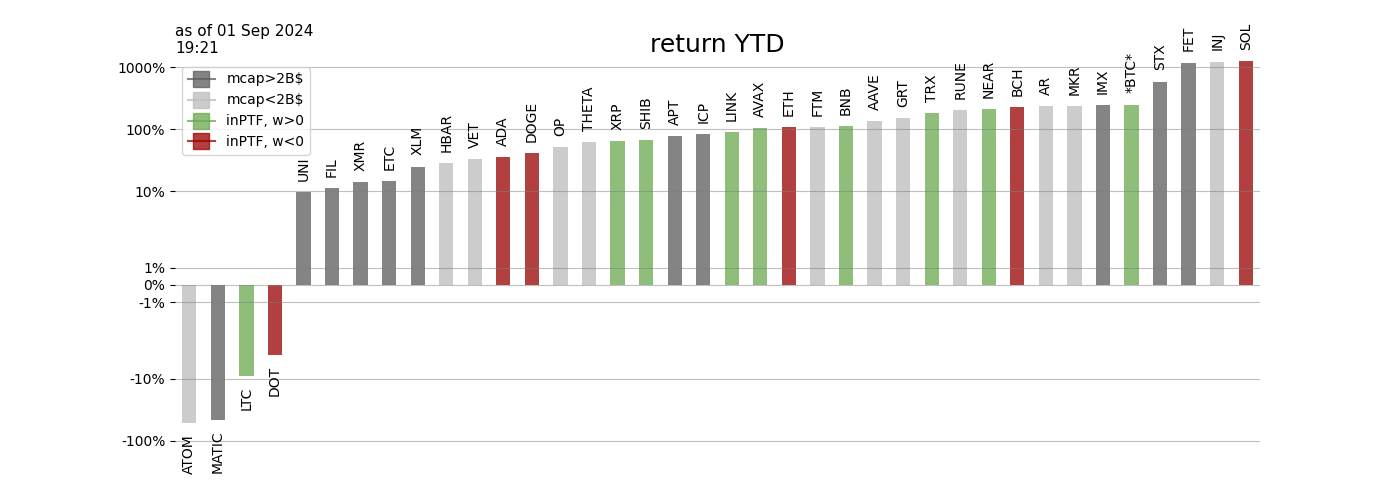 as of 01 Sep 2024
19:21
return YTD
1000%
100%
10%
1%
0%
-1%
-10%
-100%
mcap>2B$
mcap<2B$
inPTF, w>0
inPTF, w<0
ATOM
MATIC
LTC
DOT
UNI
FIL
XMR
ETC
XLM
HBAR
VET
ADA
DOGE
OP
THETA
XRP
SHIB
APT
ICP
LINK
AVAX
ETH
FTM
BNB
AAVE
GRT
TRX
RUNE
NEAR
BCH
AR
MKR
IMX
*BTC*
STX
FET
INJ
SOL